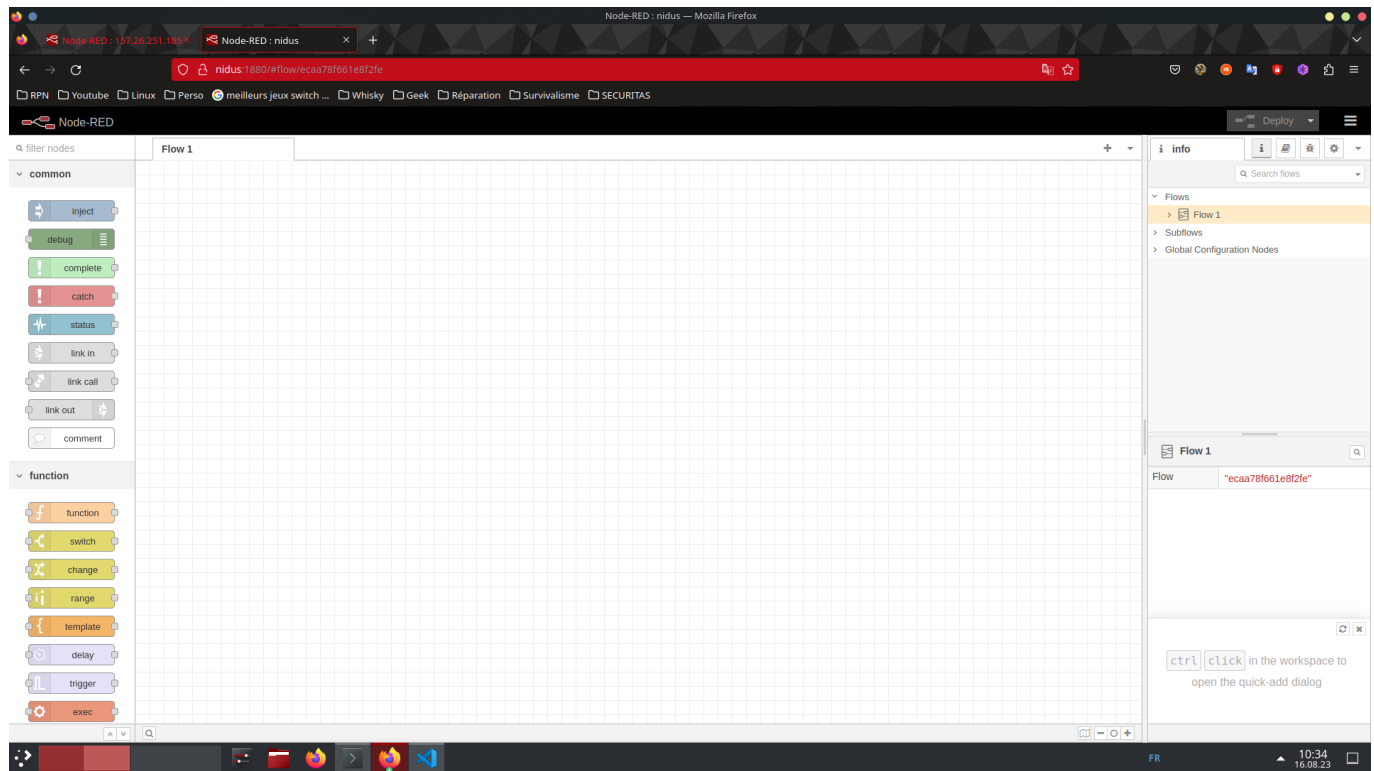 Node-RED : nidus — Mozilla Firefox
Node-RED : 157.26.251.185
Node-RED : nidus
nidus:1880/#flow/ecaa78f661e8f2fe
RPN Youtube Linux Perso meilleurs jeux switch ... Whisky Geek Réparation Survivalisme SECURITAS
Node-RED
Deploy
filter nodes
Flow 1
i info
i
Search flows
common
inject
debug
complete
catch
status
link in
link call
link out
comment
function
function
switch
change
range
template
delay
trigger
exec
Flows
Flow 1
Subflows
Global Configuration Nodes
Flow 1
Flow "ecaa78f661e8f2fe"
ctrl click in the workspace to
open the quick-add dialog
FR
10:34
16.08.23